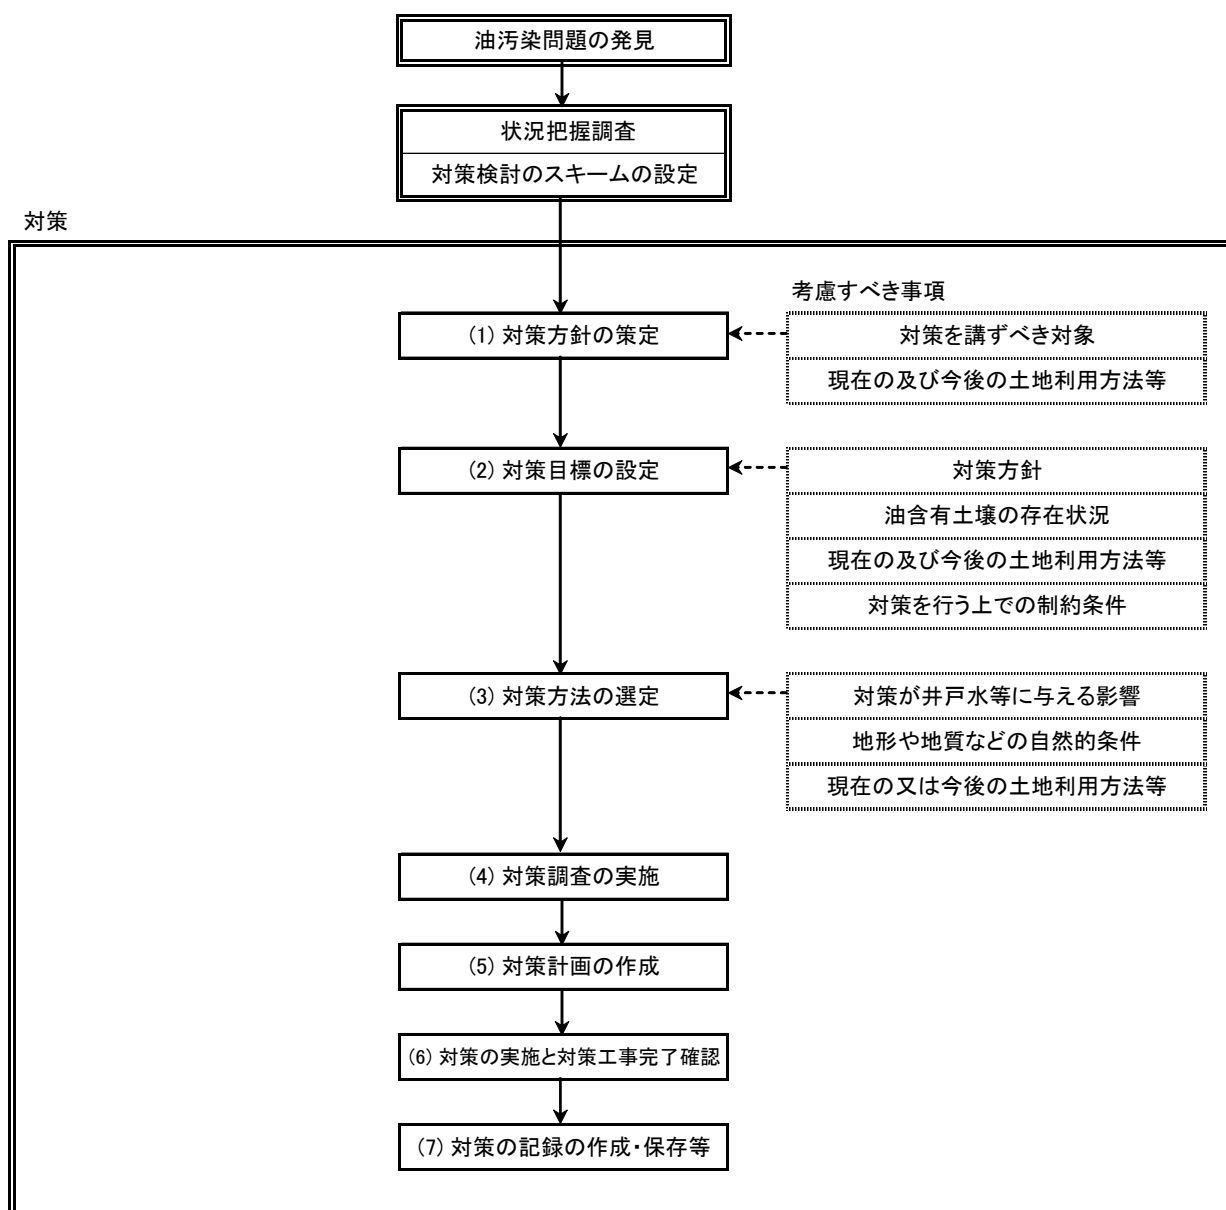 油汚染問題の発見
状況把握調査
対策検討のスキームの設定
対策
考慮すべき事項
(1) 対策方針の策定
対策を講ずべき対象
現在の及び今後の土地利用方法等
(2) 対策目標の設定
対策方針
油含有土壌の存在状況
現在の及び今後の土地利用方法等
対策を行う上での制約条件
(3) 対策方法の選定
対策が井戸水等に与える影響
地形や地質などの自然的条件
現在の又は今後の土地利用方法等
(4) 対策調査の実施
(5) 対策計画の作成
(6) 対策の実施と対策工事完了確認
(7) 対策の記録の作成・保存等